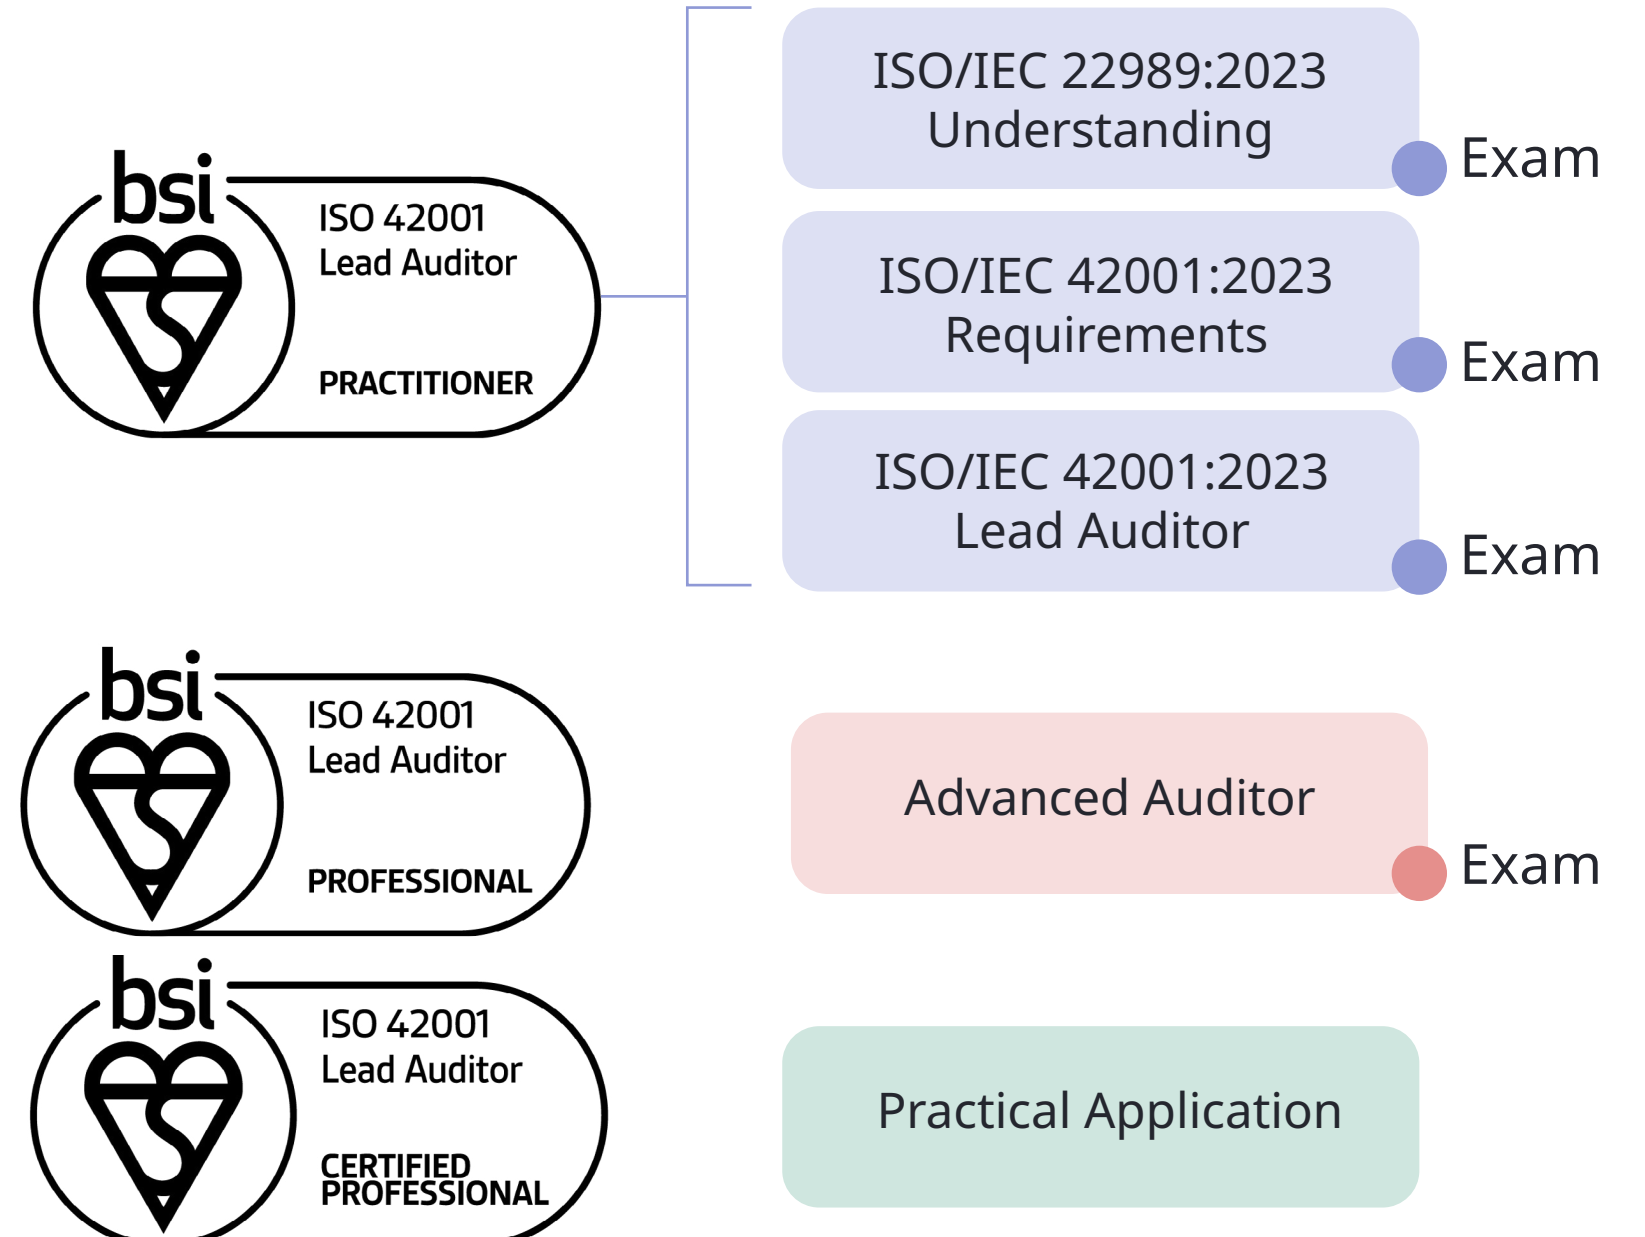 bsi
ISO 42001
Lead Auditor
PRACTITIONER
ISO/IEC 22989:2023
Understanding
Exam
ISO/IEC 42001:2023
Requirements
Exam
ISO/IEC 42001:2023
Lead Auditor
Exam
bsi
ISO 42001
Lead Auditor
PROFESSIONAL
Advanced Auditor
Exam
bsi
ISO 42001
Lead Auditor
CERTIFIED
PROFESSIONAL
Practical Application